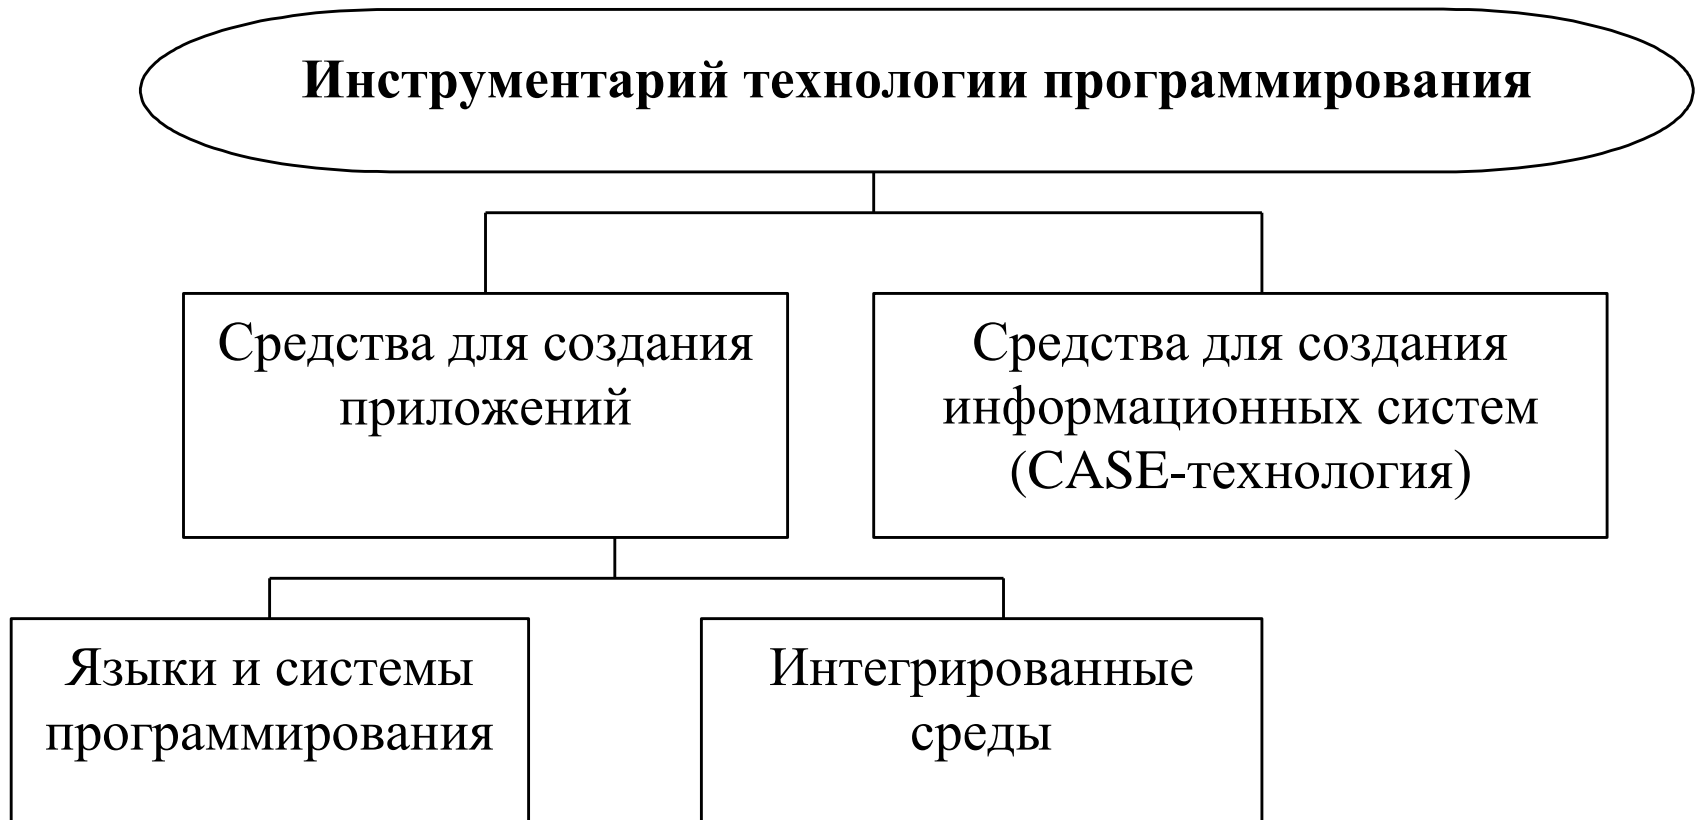 Инструментарий технологии программирования
Средства для создания
приложений
Средства для создания
информационных систем
(CASE-технология)
Языки и системы
программирования
Интегрированные
среды